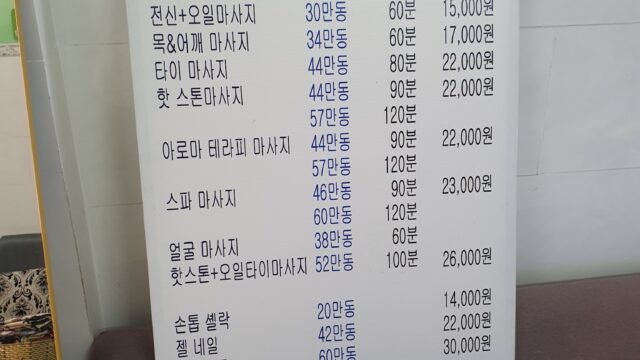 전신+오일마사지 30만동 60분 15,000원
목&어깨 마사지 34만동 60분 17,000원
타이 마사지 44만동 80분 22,000원
핫 스톤마사지 44만동 90분 22,000원
57만동 120분
아로마 테라피 마사지 44만동 90분 22,000원
57만동 120분
스파 마사지 46만동 90분 23,000원
60만동 120분
얼굴 마사지 38만동 60분
핫스톤+오일타이마사지 52만동 100분 26,000원
손톱 셸락 20만동 14,000원
젤 네일 42만동 22,000원
60만동 30,000원